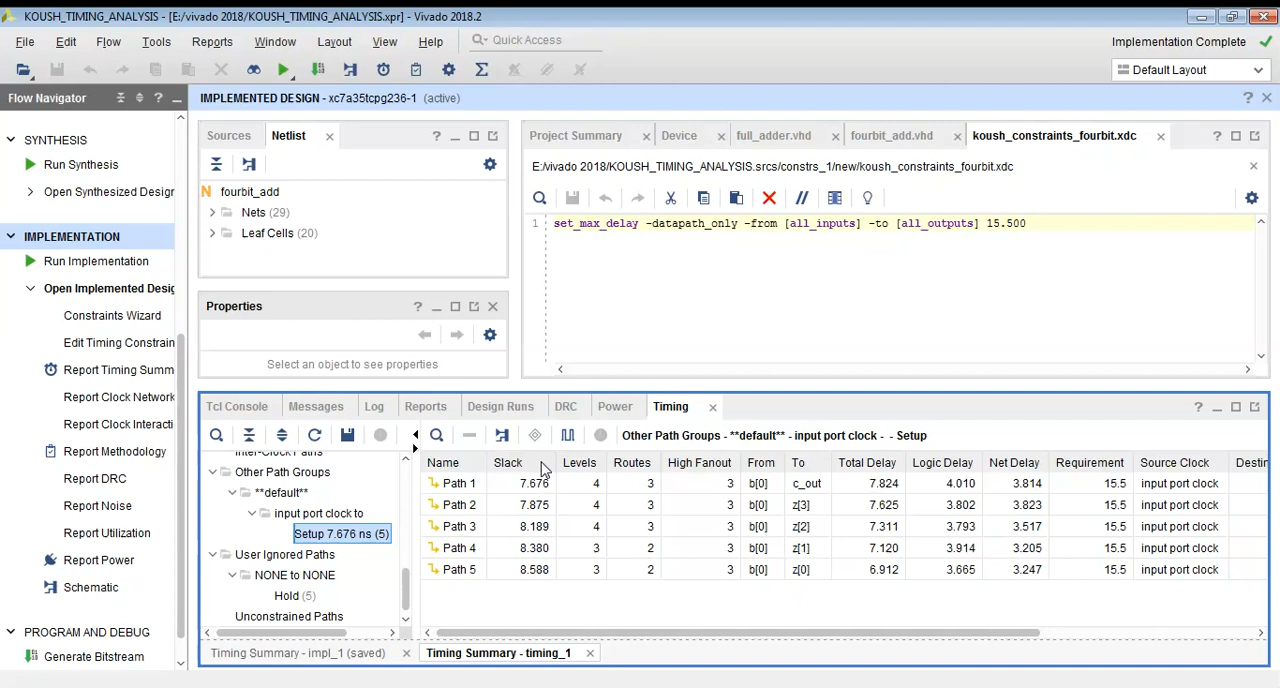 KOUSH_TIMING_ANALYSIS - [E:/vivado 2018/KOUSH_TIMING_ANALYSIS.xpr] - Vivado 2018.2
File Edit Flow Tools Reports Window Layout View Help Quick Access Implementation Complete
Default Layout
Flow Navigator
IMPLEMENTED DESIGN - xc7a35tcpg236-1 (active)
SYNTHESIS
Run Synthesis
Open Synthesized Design
IMPLEMENTATION
Run Implementation
Open Implemented Desig
Constraints Wizard
Edit Timing Constrain
Report Timing Summ
Report Clock Network
Report Clock Interacti
Report Methodology
Report DRC
Report Noise
Report Utilization
Report Power
Schematic
PROGRAM AND DEBUG
Generate Bitstream
Sources Netlist
fourbit_add
Nets (29)
Leaf Cells (20)
Properties
Select an object to see properties
Project Summary Device full_adder.vhd fourbit_add.vhd koush_constraints_fourbit.xdc
E:/vivado 2018/KOUSH_TIMING_ANALYSIS.srcs/constrs_1/new/koush_constraints_fourbit.xdc
1 set_max_delay -datapath_only -from [all_inputs] -to [all_outputs] 15.500
Tcl Console Messages Log Reports Design Runs DRC Power Timing
Other Path Groups - **default** - input port clock - - Setup
Inter-Clock Paths
Other Path Groups
**default**
input port clock to
Setup 7.676 ns (5)
User Ignored Paths
NONE to NONE
Hold (5)
Unconstrained Paths
Name Slack Levels Routes High Fanout From To Total Delay Logic Delay Net Delay Requirement Source Clock Destin
Path 1 7.676 4 3 3 b[0] c_out 7.824 4.010 3.814 15.5 input port clock
Path 2 7.875 4 3 3 b[0] z[3] 7.625 3.802 3.823 15.5 input port clock
Path 3 8.189 4 3 3 b[0] z[2] 7.311 3.793 3.517 15.5 input port clock
Path 4 8.380 3 2 3 b[0] z[1] 7.120 3.914 3.205 15.5 input port clock
Path 5 8.588 3 2 3 b[0] z[0] 6.912 3.665 3.247 15.5 input port clock
Timing Summary - impl_1 (saved) Timing Summary - timing_1